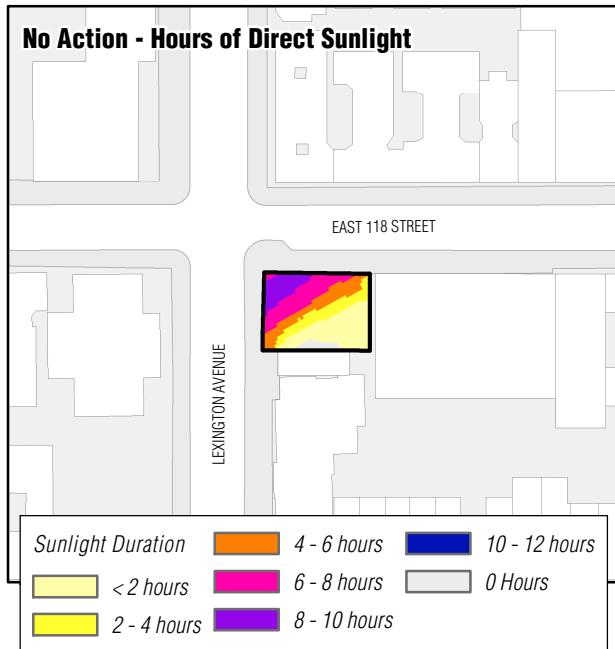 No Action - Hours of Direct Sunlight
EAST 118 STREET
LEXINGTON AVENUE
Sunlight Duration
< 2 hours
2 - 4 hours
4 - 6 hours
6 - 8 hours
8 - 10 hours
10 - 12 hours
0 Hours